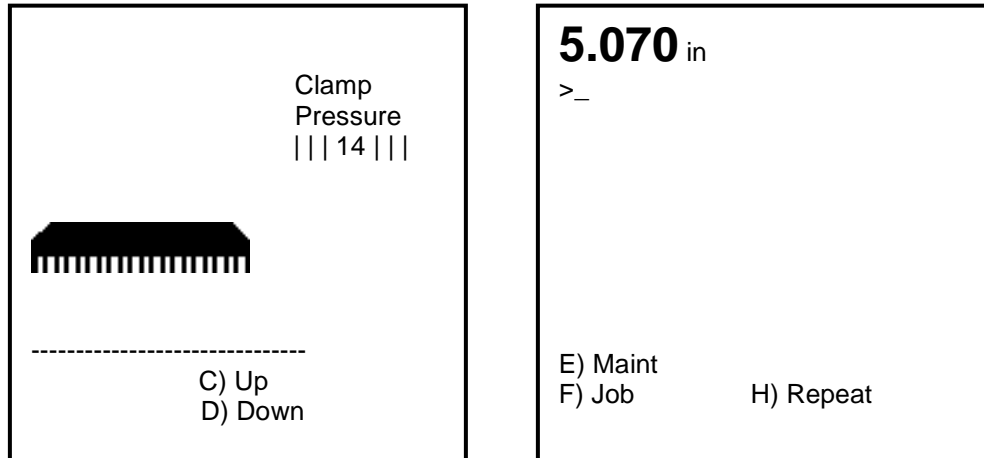 Clamp
Pressure
| | | 14 | | |
-------------------------------
C) Up
D) Down
5.070 in
>_
E) Maint
F) Job H) Repeat